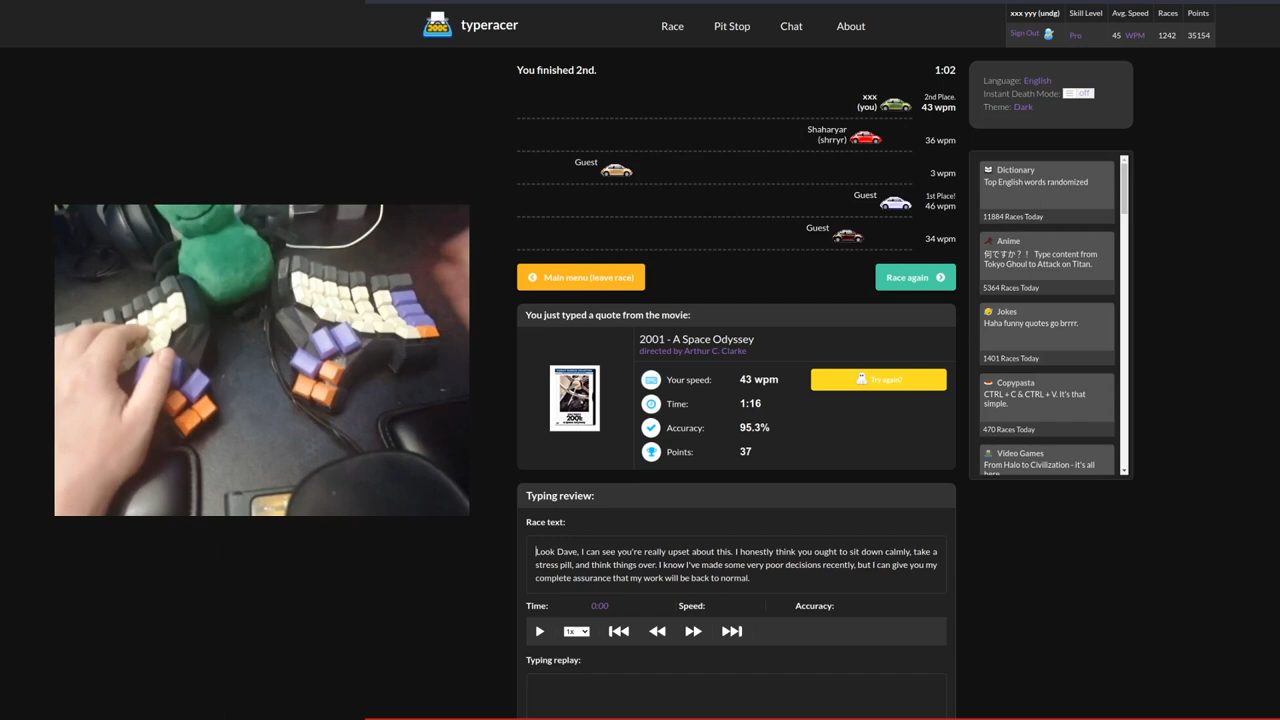 typeracer
Race Pit Stop Chat About
xxx yyy (undg) Skill Level Avg. Speed Races Points
Sign Out Pro 45 WPM 1242 35154
You finished 2nd. 1:02
xxx
(you)
2nd Place.
43 wpm
Shaharyar
(shrryr)
36 wpm
Guest
3 wpm
Guest
1st Place!
46 wpm
Guest
34 wpm
Main menu (leave race)
Race again
You just typed a quote from the movie:
2001 - A Space Odyssey
directed by Arthur C. Clarke
Your speed: 43 wpm
Try again!
Time: 1:16
Accuracy: 95.3%
Points: 37
Typing review:
Race text:
Look Dave, I can see you're really upset about this. I honestly think you ought to sit down calmly, take a
stress pill, and think things over. I know I've made some very poor decisions recently, but I can give you my
complete assurance that my work will be back to normal.
Time: 0:00 Speed: Accuracy:
1x
Typing replay:
Language: English
Instant Death Mode: off
Theme: Dark
Dictionary
Top English words randomized
11884 Races Today
Anime
何ですか？！ Type content from
Tokyo Ghoul to Attack on Titan.
5364 Races Today
Jokes
Haha funny quotes go brrrr.
1401 Races Today
Copypasta
CTRL + C & CTRL + V. It's that
simple.
470 Races Today
Video Games
From Halo to Civilization - it's all
here